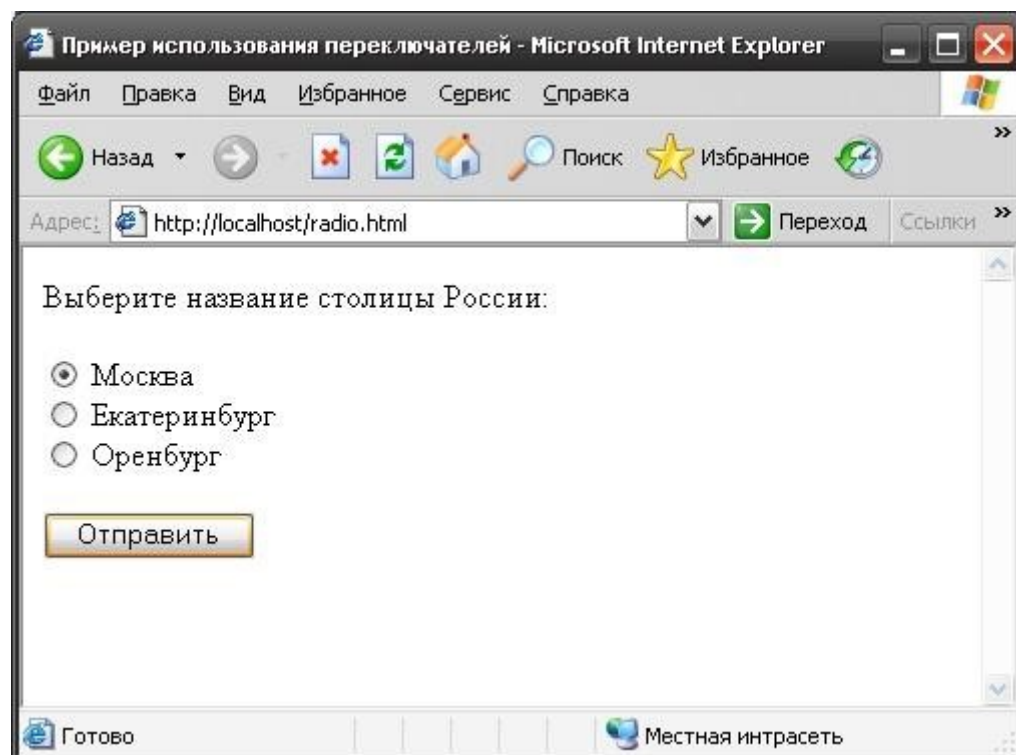 Пример использования переключателей - Microsoft Internet Explorer
Файл Правка Вид Избранное Сервис Справка
Назад Поиск Избранное »
Адрес: http://localhost/radio.html Переход Ссылки »
Выберите название столицы России:
Москва
Екатеринбург
Оренбург
Отправить
Готово Местная интрасеть